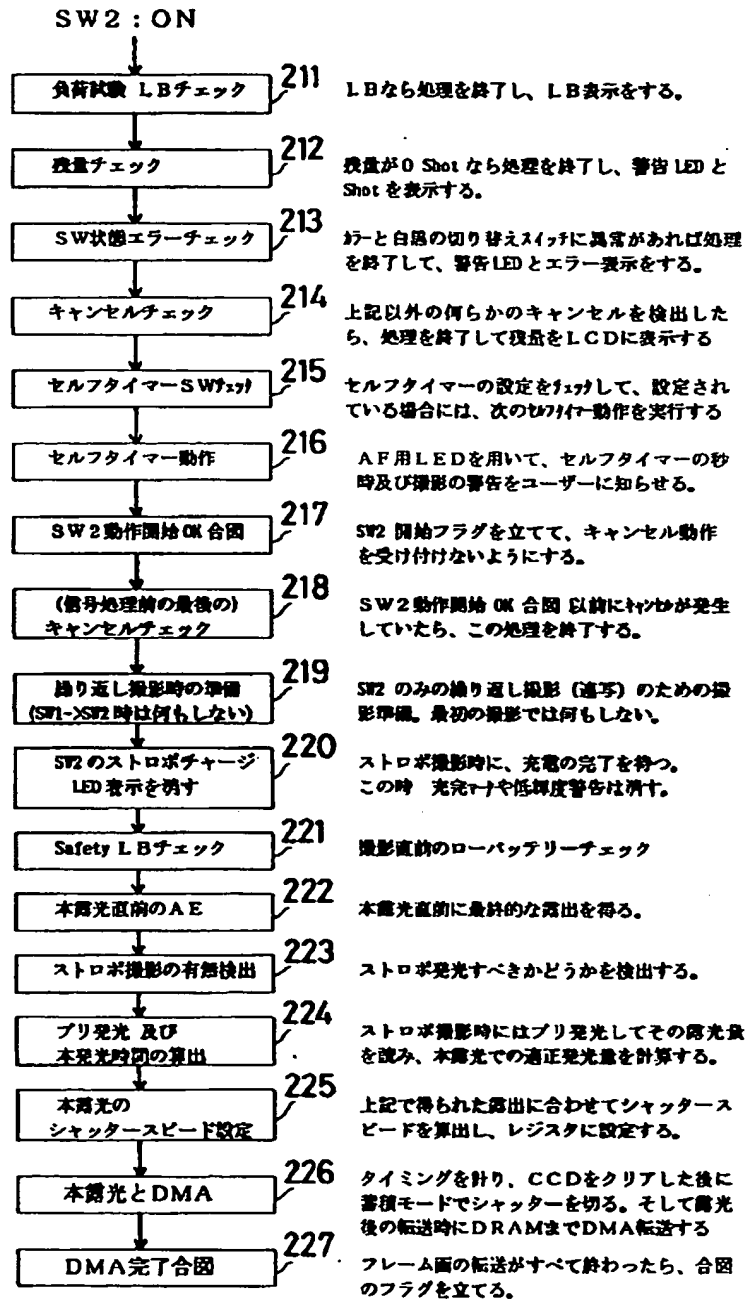 SW2:ON
負荷試験 LBチェック
211
LBなら処理を終了し、LB表示をする。
残量チェック
212
残量が0 Shot なら処理を終了し、警告LEDと
Shot を表示する。
SW状態エラーチェック
213
ｶﾗｰと白黒の切り替えスイッチに異常があれば処理
を終了して、警告LEDとエラー表示をする。
キャンセルチェック
214
上記以外の何らかのキャンセルを検出した
ら、処理を終了して残量をLCDに表示する
セルフタイマーSWﾁｪｯｸ
215
セルフタイマーの設定をﾁｪｯｸして、設定され
ている場合には、次のｾﾙﾌﾀｲﾏｰ動作を実行する
セルフタイマー動作
216
AF用LEDを用いて、セルフタイマーの秒
時及び撮影の警告をユーザーに知らせる。
SW2動作開始OK合図
217
SW2 開始フラグを立てて、キャンセル動作
を受け付けないようにする。
(信号処理前の最後の)
キャンセルチェック
218
SW2動作開始 OK 合図 以前にｷｬﾝｾﾙが発生
していたら、この処理を終了する。
繰り返し撮影時の準備
(SW1->SW2 時は何もしない)
219
SW2 のみの繰り返し撮影（連写）のための撮
影準備。最初の撮影では何もしない。
SW2のストロボチャージ
LED 表示を消す
220
ストロボ撮影時に、充電の完了を待つ。
この時 充完ﾏｰｸや低輝度警告は消す。
Safety LBチェック
221
撮影直前のローバッテリーチェック
本露光直前のAE
222
本露光直前に最終的な露出を得る。
ストロボ撮影の有無検出
223
ストロボ発光すべきかどうかを検出する。
プリ発光 及び
本発光時間の算出
224
ストロボ撮影時にはプリ発光してその露光量
を読み、本露光での適正発光量を計算する。
本露光の
シャッタースピード設定
225
上記で得られた露出に合わせてシャッタース
ピードを算出し、レジスタに設定する。
本露光とDMA
226
タイミングを計り、CCDをクリアした後に
蓄積モードでシャッターを切る。そして露光
後の転送時にDRAMまでDMA転送する
DMA完了合図
227
フレーム画の転送がすべて終わったら、合図
のフラグを立てる。